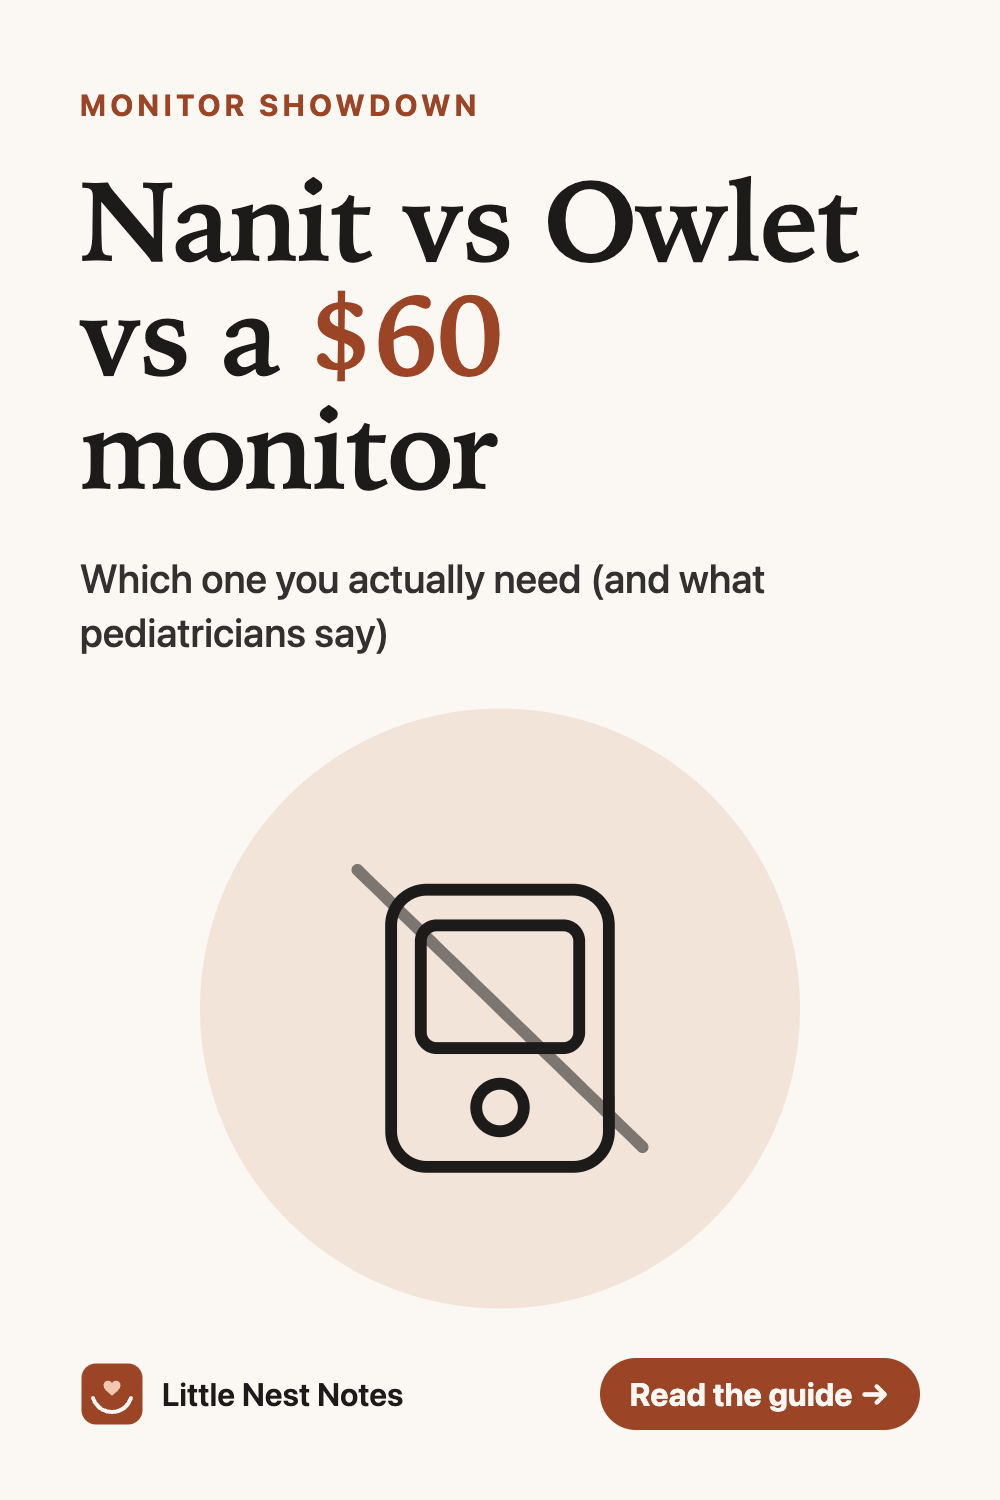 MONITOR SHOWDOWN
Nanit vs Owlet
vs a $60
monitor
Which one you actually need (and what
pediatricians say)
Little Nest Notes
Read the guide →